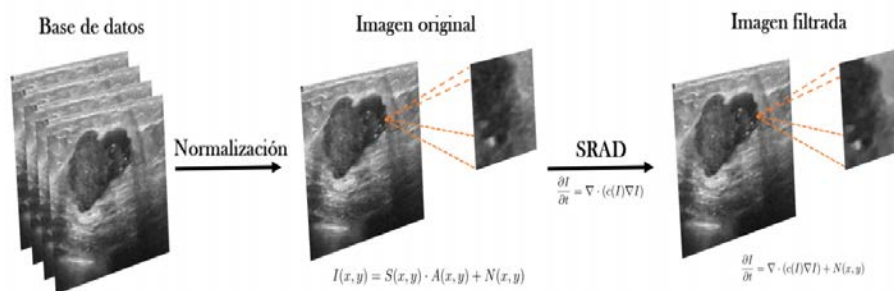 Base de datos
Imagen original
Imagen filtrada
Normalización
SRAD
∂I/∂t = ∇ · (c(I)∇I)
I(x, y) = S(x, y) · A(x, y) + N(x, y)
∂I/∂t = ∇ · (c(I)∇I) + N(x, y)